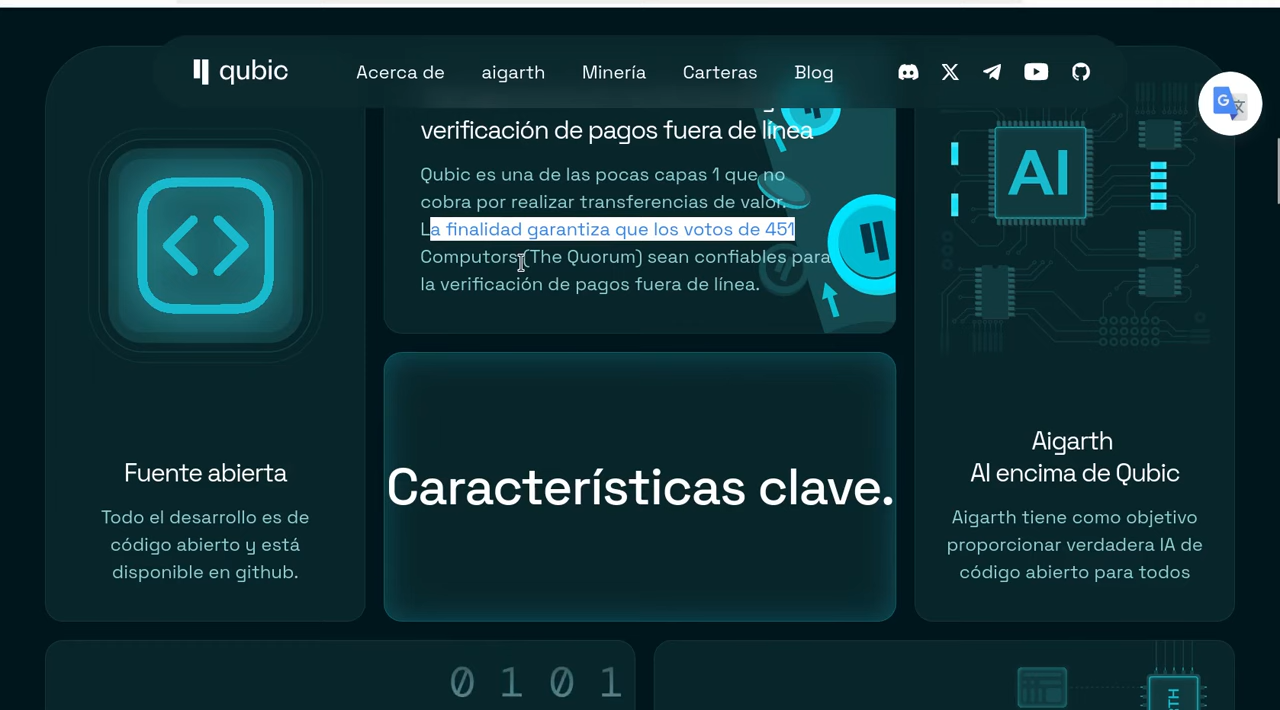 qubic
Acerca de
aigarth
Minería
Carteras
Blog
verificación de pagos fuera de línea
Qubic es una de las pocas capas 1 que no
cobra por realizar transferencias de valor.
La finalidad garantiza que los votos de 451
Computors (The Quorum) sean confiables para
la verificación de pagos fuera de línea.
Fuente abierta
Todo el desarrollo es de
código abierto y está
disponible en github.
Características clave.
AI
Aigarth
AI encima de Qubic
Aigarth tiene como objetivo
proporcionar verdadera IA de
código abierto para todos
0 1 0 1